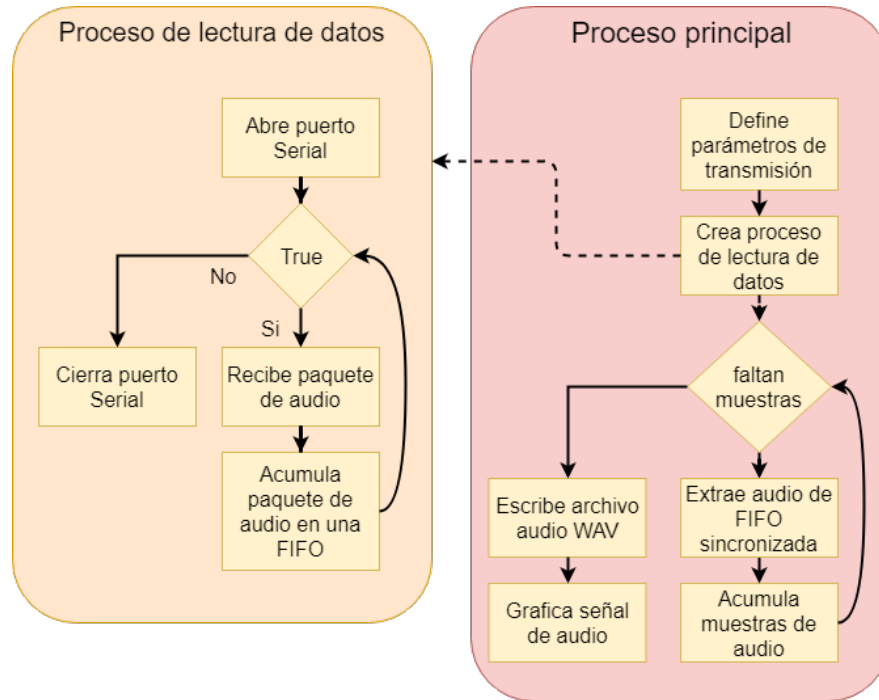 Proceso de lectura de datos
Abre puerto
Serial
True
No
Si
Cierra puerto
Serial
Recibe paquete
de audio
Acumula
paquete de
audio en una
FIFO
Proceso principal
Define
parámetros de
transmisión
Crea proceso
de lectura de
datos
faltan
muestras
Escribe archivo
audio WAV
Extrae audio de
FIFO
sincronizada
Grafica señal
de audio
Acumula
muestras de
audio